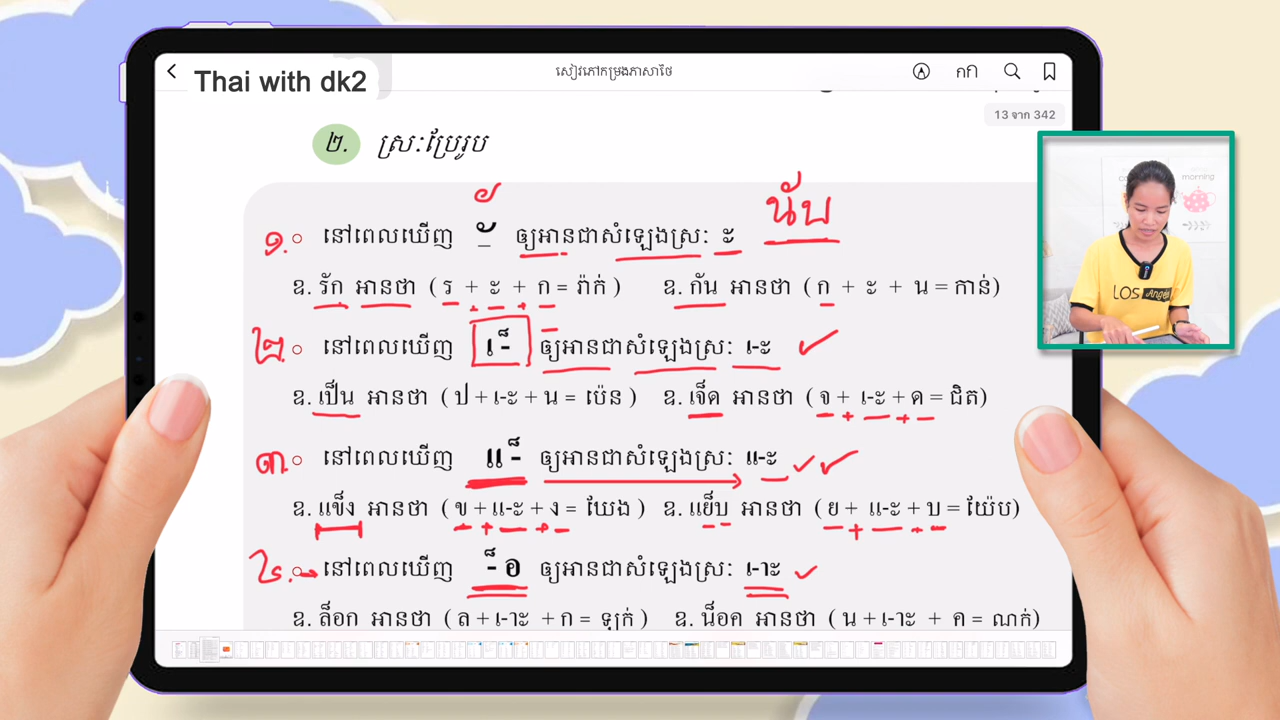 Thai with dk2
សៀវភៅកម្រងភាសាថៃ
13 จาก 342
២. ស្រៈប្រែរូប
นับ
១. នៅពេលឃើញ  ั ឲ្យអានជាសំឡេងស្រៈ ะ
ឧ. รัก អានថា ( ร + ะ + ก = រ៉ាក់ ) ឧ. กัน អានថា ( ก + ะ + น = កាន់)
២ នៅពេលឃើញ เ-็ ឲ្យអានជាសំឡេងស្រៈ เ-ะ
ឧ. เป็น អានថា ( ป + เ-ะ + น = ប៉េន ) ឧ. เจ็ด អានថា ( จ + เ-ะ + ด = ជិត)
៣ នៅពេលឃើញ แ-็ ឲ្យអានជាសំឡេងស្រៈ แ-ะ
ឧ. แข็ง អានថា ( ข + แ-ะ + ง = ឃែង ) ឧ. แย็บ អានថា ( ย + แ-ะ + บ = យ៉ែប)
នៅពេលឃើញ -็อ ឲ្យអានជាសំឡេងស្រៈ เ-าะ
ឧ. ล็อก អានថា ( ล + เ-าะ + ก = ឡក់ ) ឧ. น็อค អានថា ( น + เ-าะ + ค = ណក់)
morning
LOS Angeles